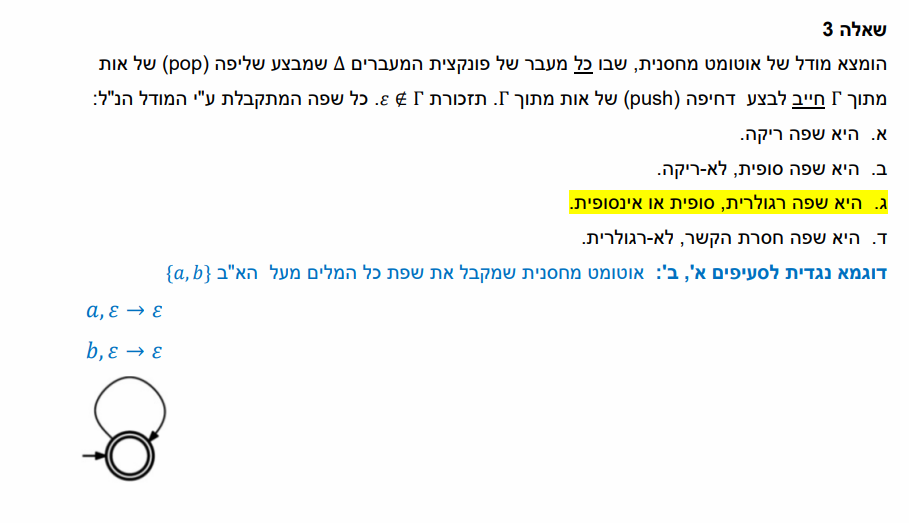 שאלה 3
הומצא מודל של אוטומט מחסנית, שבו כל מעבר של פונקצית המעברים Δ שמבצע שליפה (pop) של אות
מתוך Γ חייב לבצע דחיפה (push) של אות מתוך Γ. תזכורת ε ∉ Γ. כל שפה המתקבלת ע"י המודל הנ"ל:
א. היא שפה ריקה.
ב. היא שפה סופית, לא-ריקה.
ג. היא שפה רגולרית, סופית או אינסופית.
ד. היא שפה חסרת הקשר, לא-רגולרית.
דוגמא נגדית לסעיפים א', ב': אוטומט מחסנית שמקבל את שפת כל המלים מעל הא"ב {a, b}
a, ε → ε
b, ε → ε